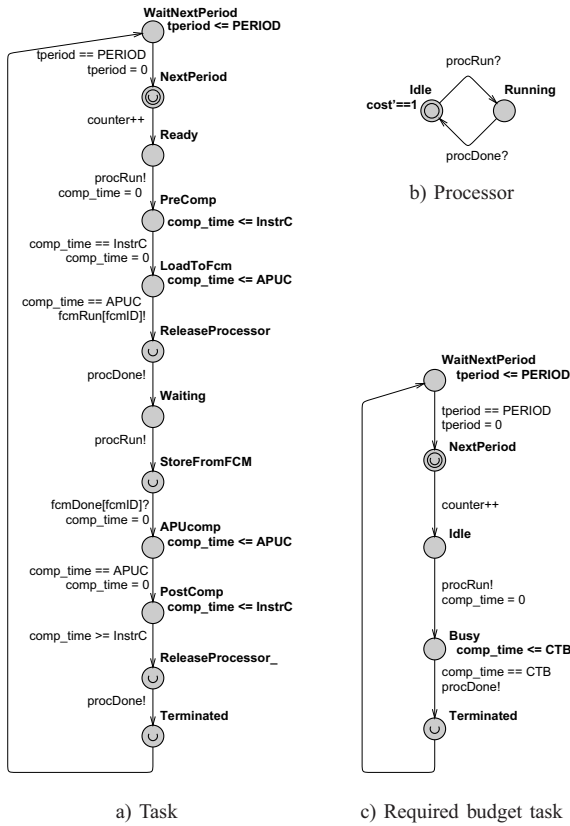 WaitNextPeriod
tperiod <= PERIOD
tperiod == PERIOD
tperiod = 0
NextPeriod
counter++
Ready
procRun!
comp_time = 0
PreComp
comp_time <= InstrC
comp_time == InstrC
comp_time = 0
LoadToFcm
comp_time <= APUC
comp_time == APUC
fcmRun[fcmID]!
ReleaseProcessor
procDone!
Waiting
procRun!
StoreFromFCM
fcmDone[fcmID]?
comp_time = 0
APUcomp
comp_time <= APUC
comp_time == APUC
comp_time = 0
PostComp
comp_time <= InstrC
comp_time >= InstrC
ReleaseProcessor_
procDone!
Terminated
a) Task
procRun?
Idle
Running
cost'==1
procDone?
b) Processor
WaitNextPeriod
tperiod <= PERIOD
tperiod == PERIOD
tperiod = 0
NextPeriod
counter++
Idle
procRun!
comp_time = 0
Busy
comp_time <= CTB
comp_time == CTB
procDone!
Terminated
c) Required budget task